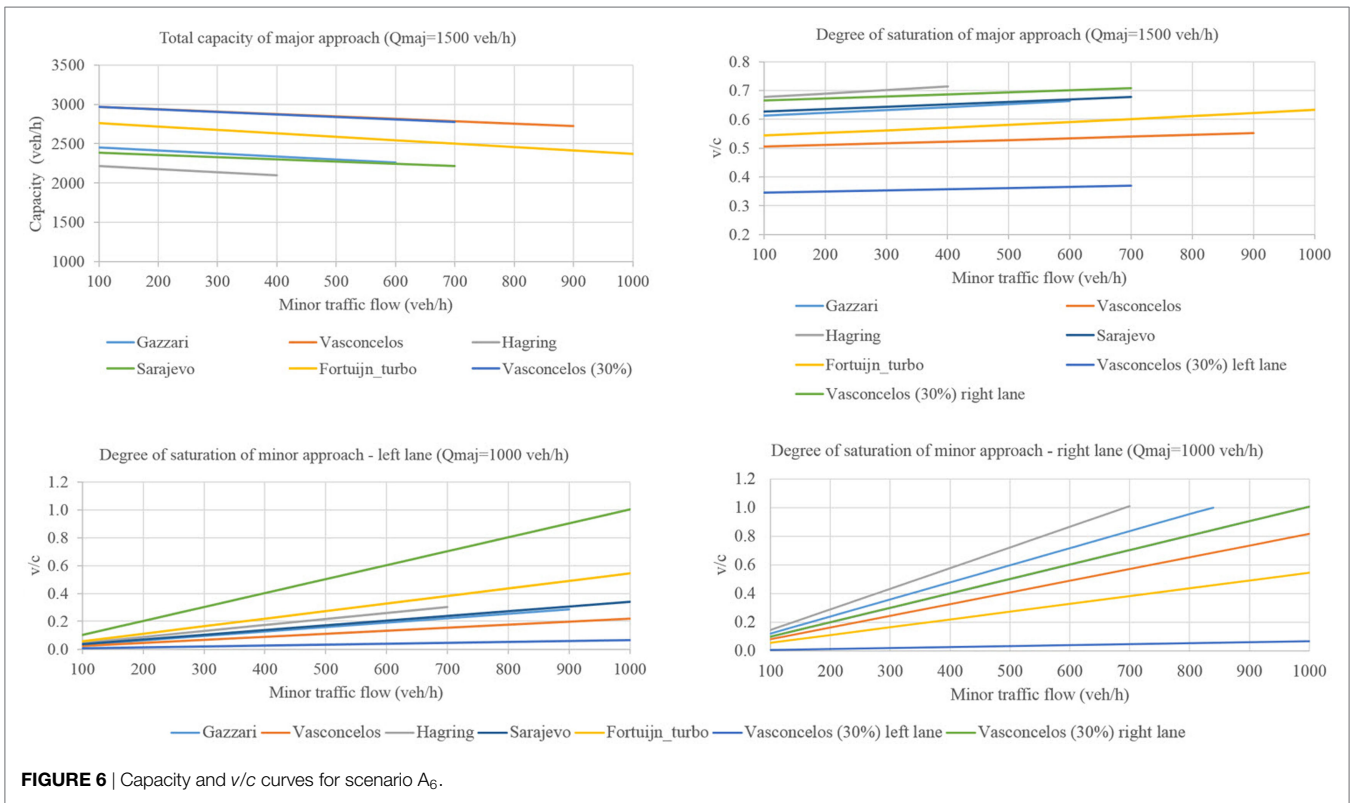 Total capacity of major approach (Qmaj=1500 veh/h)
3500
3000
2500
2000
1500
1000
Capacity (veh/h)
100 200 300 400 500 600 700 800 900 1000
Minor traffic flow (veh/h)
Gazzari Vasconcelos Hagring
Sarajevo Fortuijn_turbo Vasconcelos (30%)
Degree of saturation of major approach (Qmaj=1500 veh/h)
0.8
0.7
0.6
0.5
0.4
0.3
0.2
v/c
100 200 300 400 500 600 700 800 900 1000
Minor traffic flow (veh/h)
Gazzari Vasconcelos
Hagring Sarajevo
Fortuijn_turbo Vasconcelos (30%) left lane
Vasconcelos (30%) right lane
Degree of saturation of minor approach - left lane (Qmaj=1000 veh/h)
1.2
1.0
0.8
0.6
0.4
0.2
0.0
v/c
100 200 300 400 500 600 700 800 900 1000
Minor traffic flow (veh/h)
Degree of saturation of minor approach - right lane (Qmaj=1000 veh/h)
1.2
1.0
0.8
0.6
0.4
0.2
0.0
v/c
100 200 300 400 500 600 700 800 900 1000
Minor traffic flow (veh/h)
Gazzari Vasconcelos Hagring Sarajevo Fortuijn_turbo Vasconcelos (30%) left lane Vasconcelos (30%) right lane
FIGURE 6 | Capacity and v/c curves for scenario A₆.